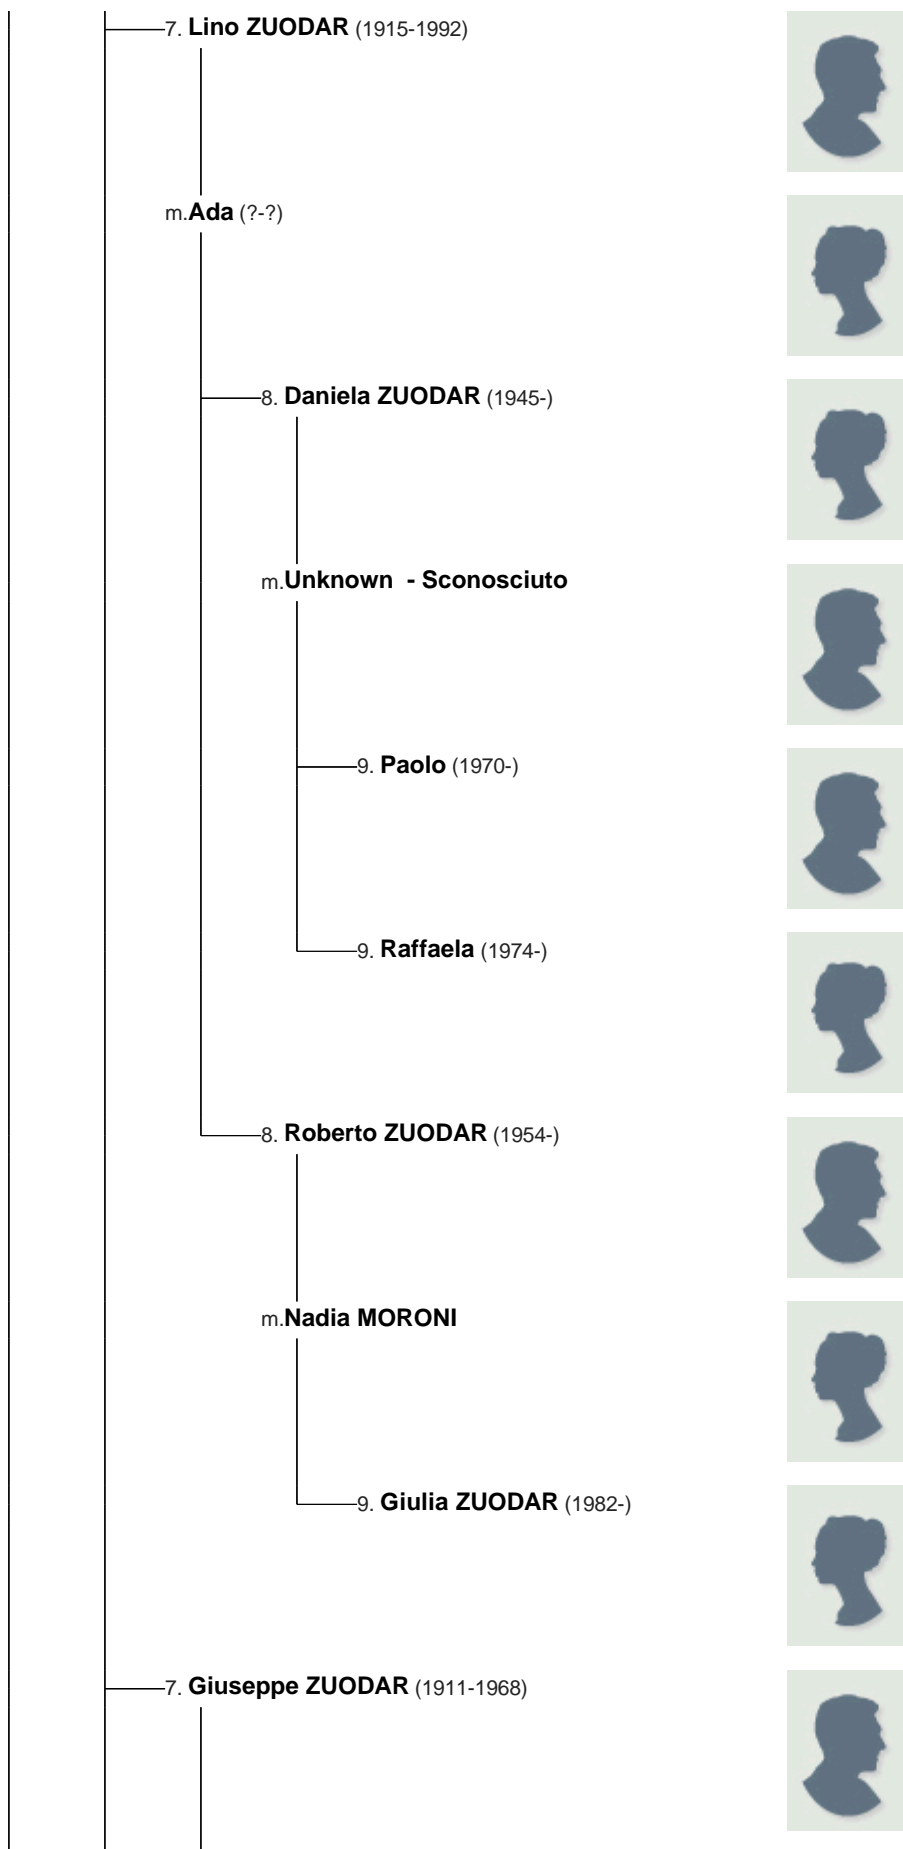 7. Lino ZUODAR (1915-1992)
m.Ada (?-?)
8. Daniela ZUODAR (1945-)
m.Unknown - Sconosciuto
9. Paolo (1970-)
9. Raffaela (1974-)
8. Roberto ZUODAR (1954-)
m.Nadia MORONI
9. Giulia ZUODAR (1982-)
7. Giuseppe ZUODAR (1911-1968)